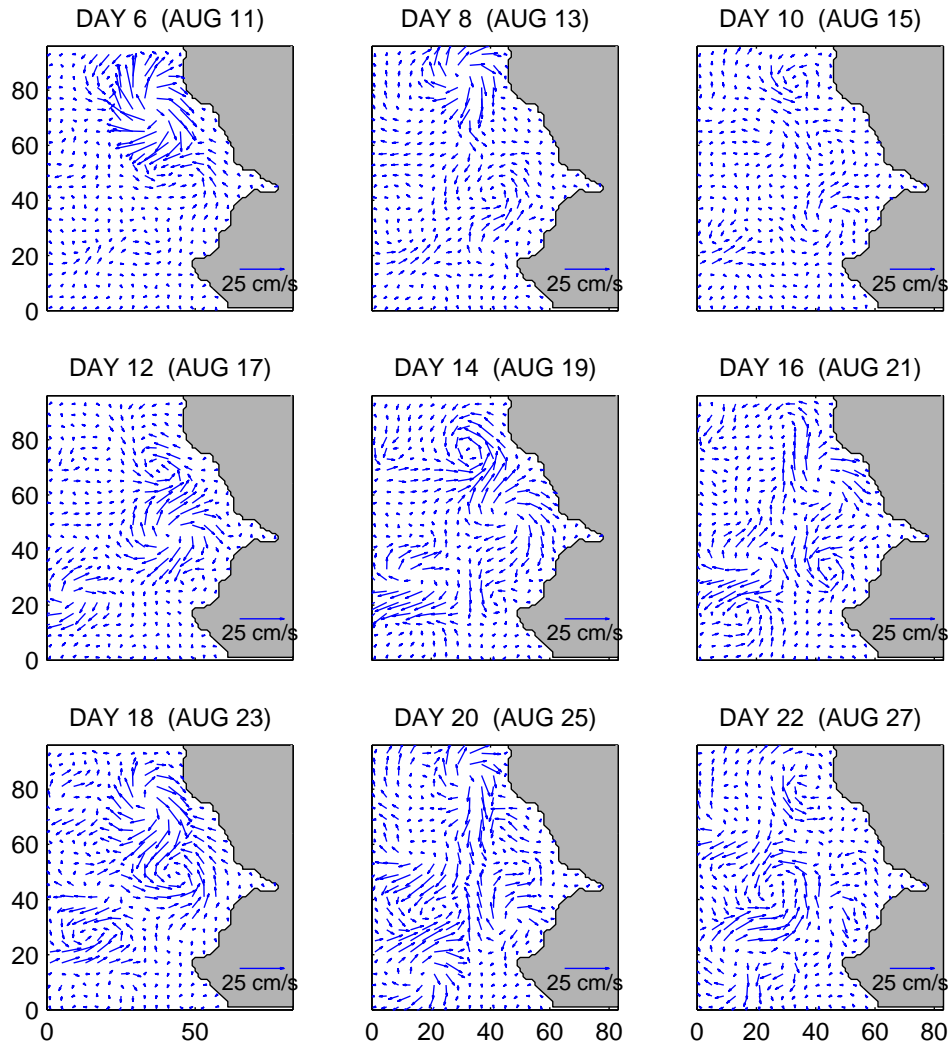 DAY 6 (AUG 11)
DAY 8 (AUG 13)
DAY 10 (AUG 15)
80
60
40
20
0
25 cm/s
25 cm/s
25 cm/s
DAY 12 (AUG 17)
DAY 14 (AUG 19)
DAY 16 (AUG 21)
80
60
40
20
0
25 cm/s
25 cm/s
25 cm/s
DAY 18 (AUG 23)
DAY 20 (AUG 25)
DAY 22 (AUG 27)
80
60
40
20
0
25 cm/s
25 cm/s
25 cm/s
0 50
0 20 40 60 80
0 20 40 60 80